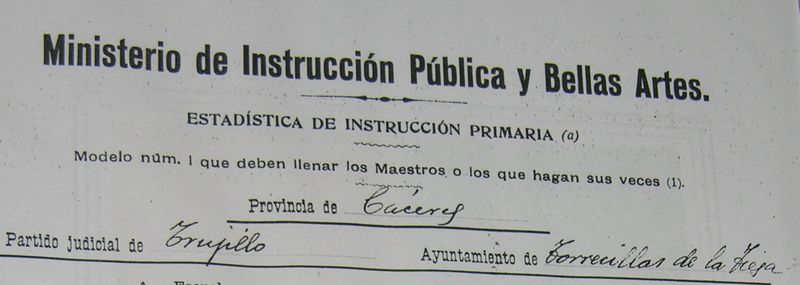 Ministerio de Instrucción Pública y Bellas Artes.
ESTADÍSTICA DE INSTRUCCIÓN PRIMARIA (a)
Modelo núm. 1 que deben llenar los Maestros o los que hagan sus veces (1).
Provincia de Cáceres
Partido judicial de Trujillo Ayuntamiento de Torrecillas de la Tiesa